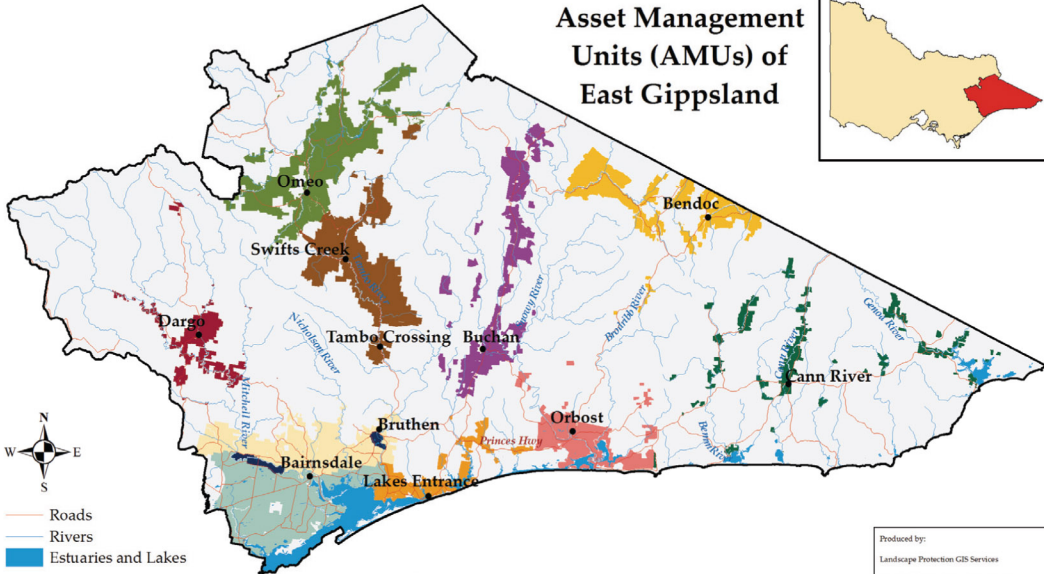 Asset Management
Units (AMUs) of
East Gippsland
Omeo
Bendoc
Swifts Creek
Dargo
Nicholson River
Tambo Crossing
Buchan
Brodribb River
Genoa River
Cann River
Mitchell River
Bruthen
Princes Hwy
Orbost
Bemm River
Bairnsdale
Lakes Entrance
N
W
E
S
Roads
Rivers
Estuaries and Lakes
Produced by:
Landscape Protection GIS Services